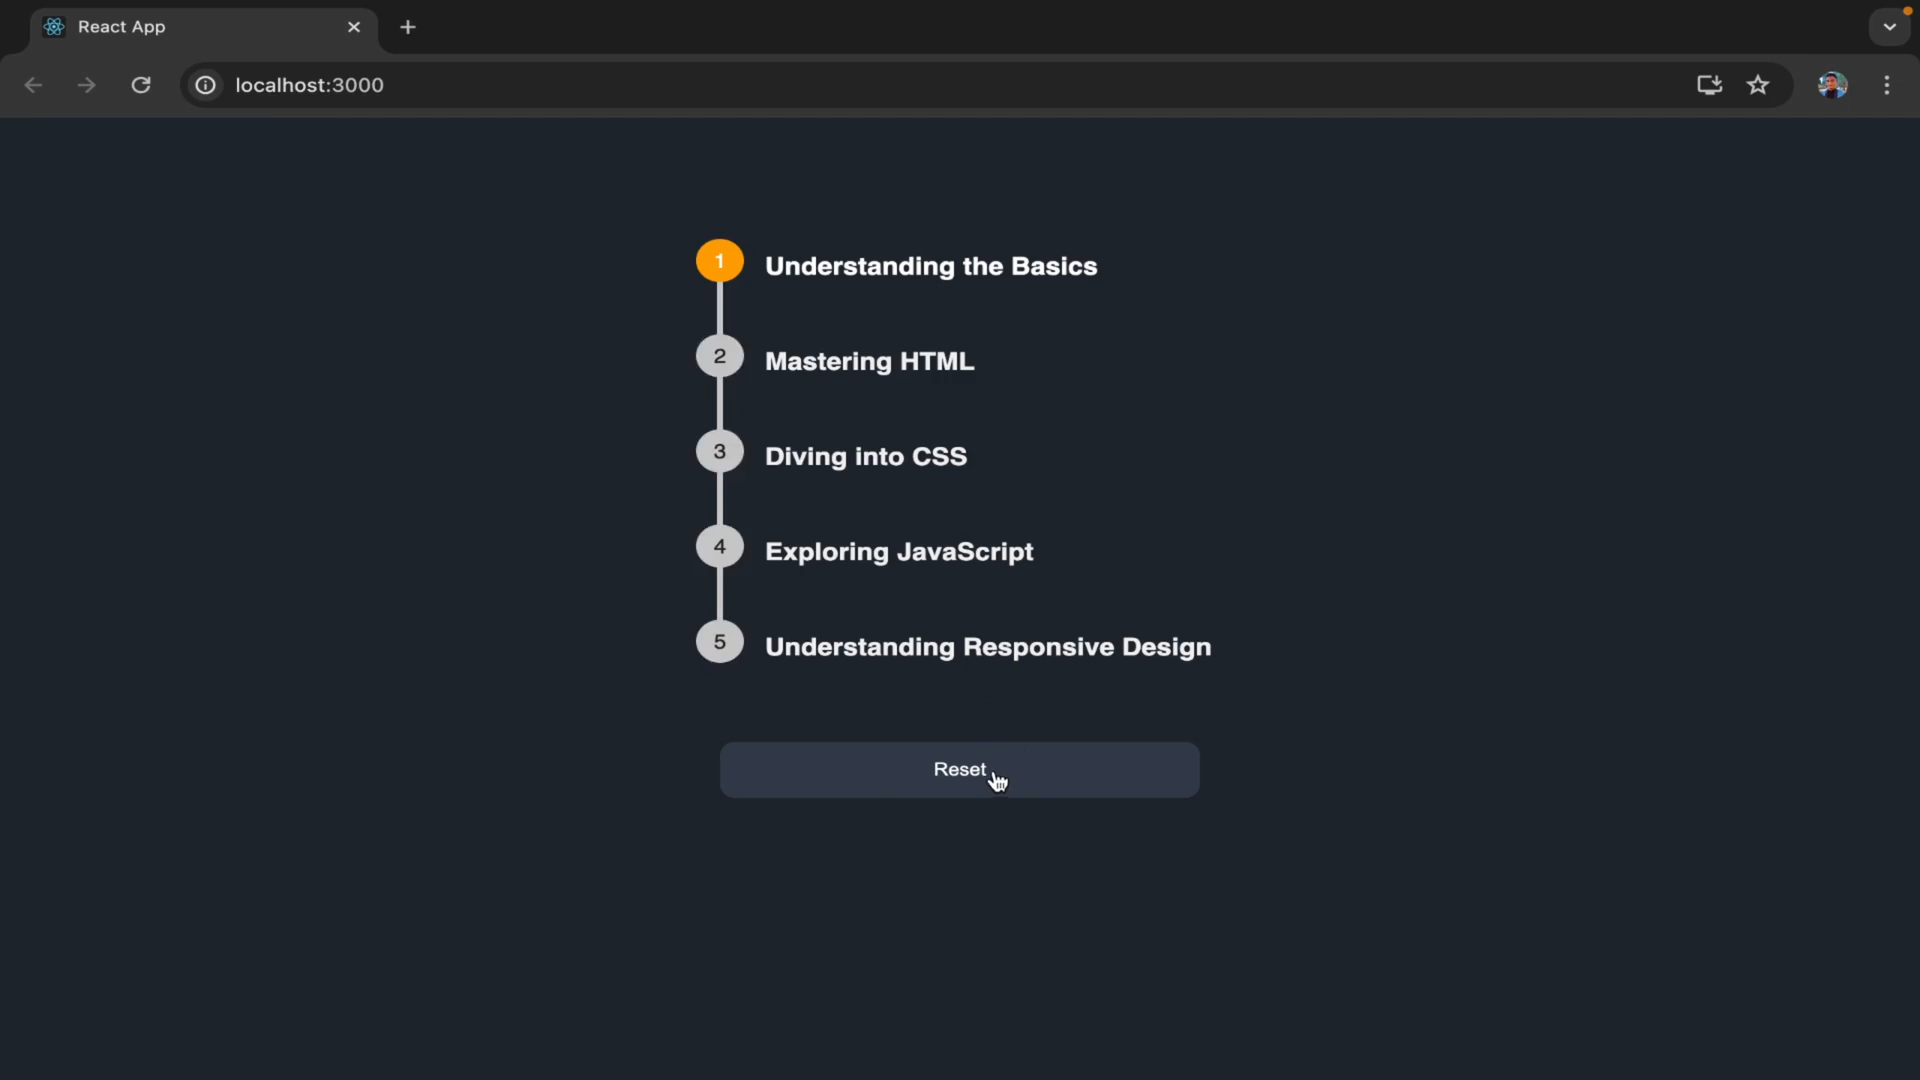 React App
localhost:3000
1 Understanding the Basics
2 Mastering HTML
3 Diving into CSS
4 Exploring JavaScript
5 Understanding Responsive Design
Reset